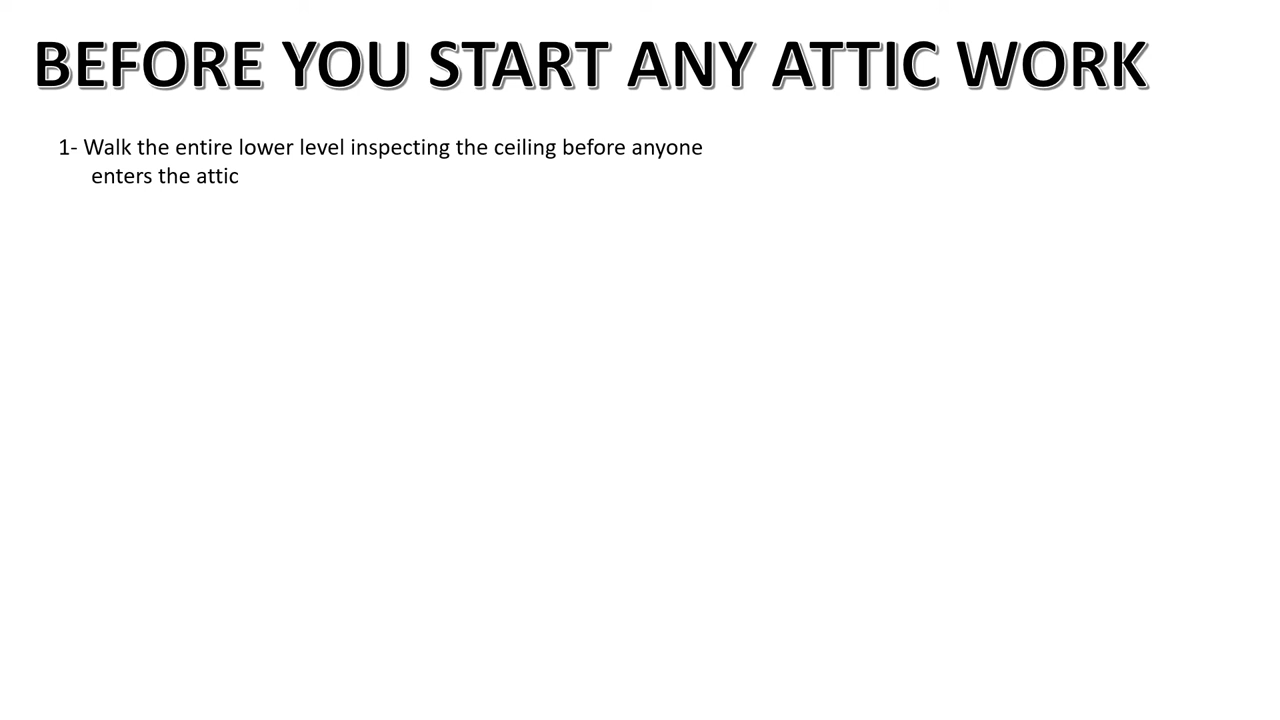 BEFORE YOU START ANY ATTIC WORK
1- Walk the entire lower level inspecting the ceiling before anyone
enters the attic